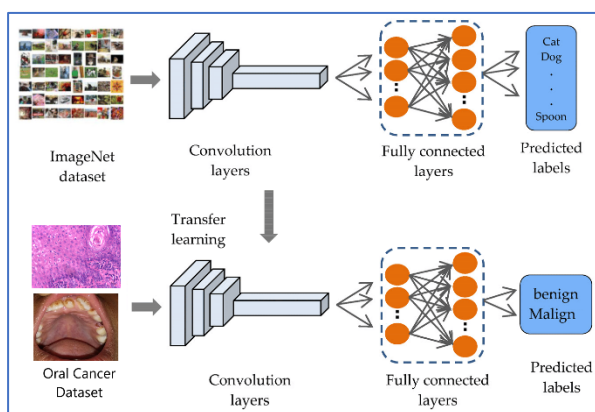 Cat
Dog
.
.
.
Spoon
ImageNet
dataset
Convolution
layers
Fully connected
layers
Predicted
labels
Transfer
learning
benign
Malign
Oral Cancer
Dataset
Convolution
layers
Fully connected
layers
Predicted
labels